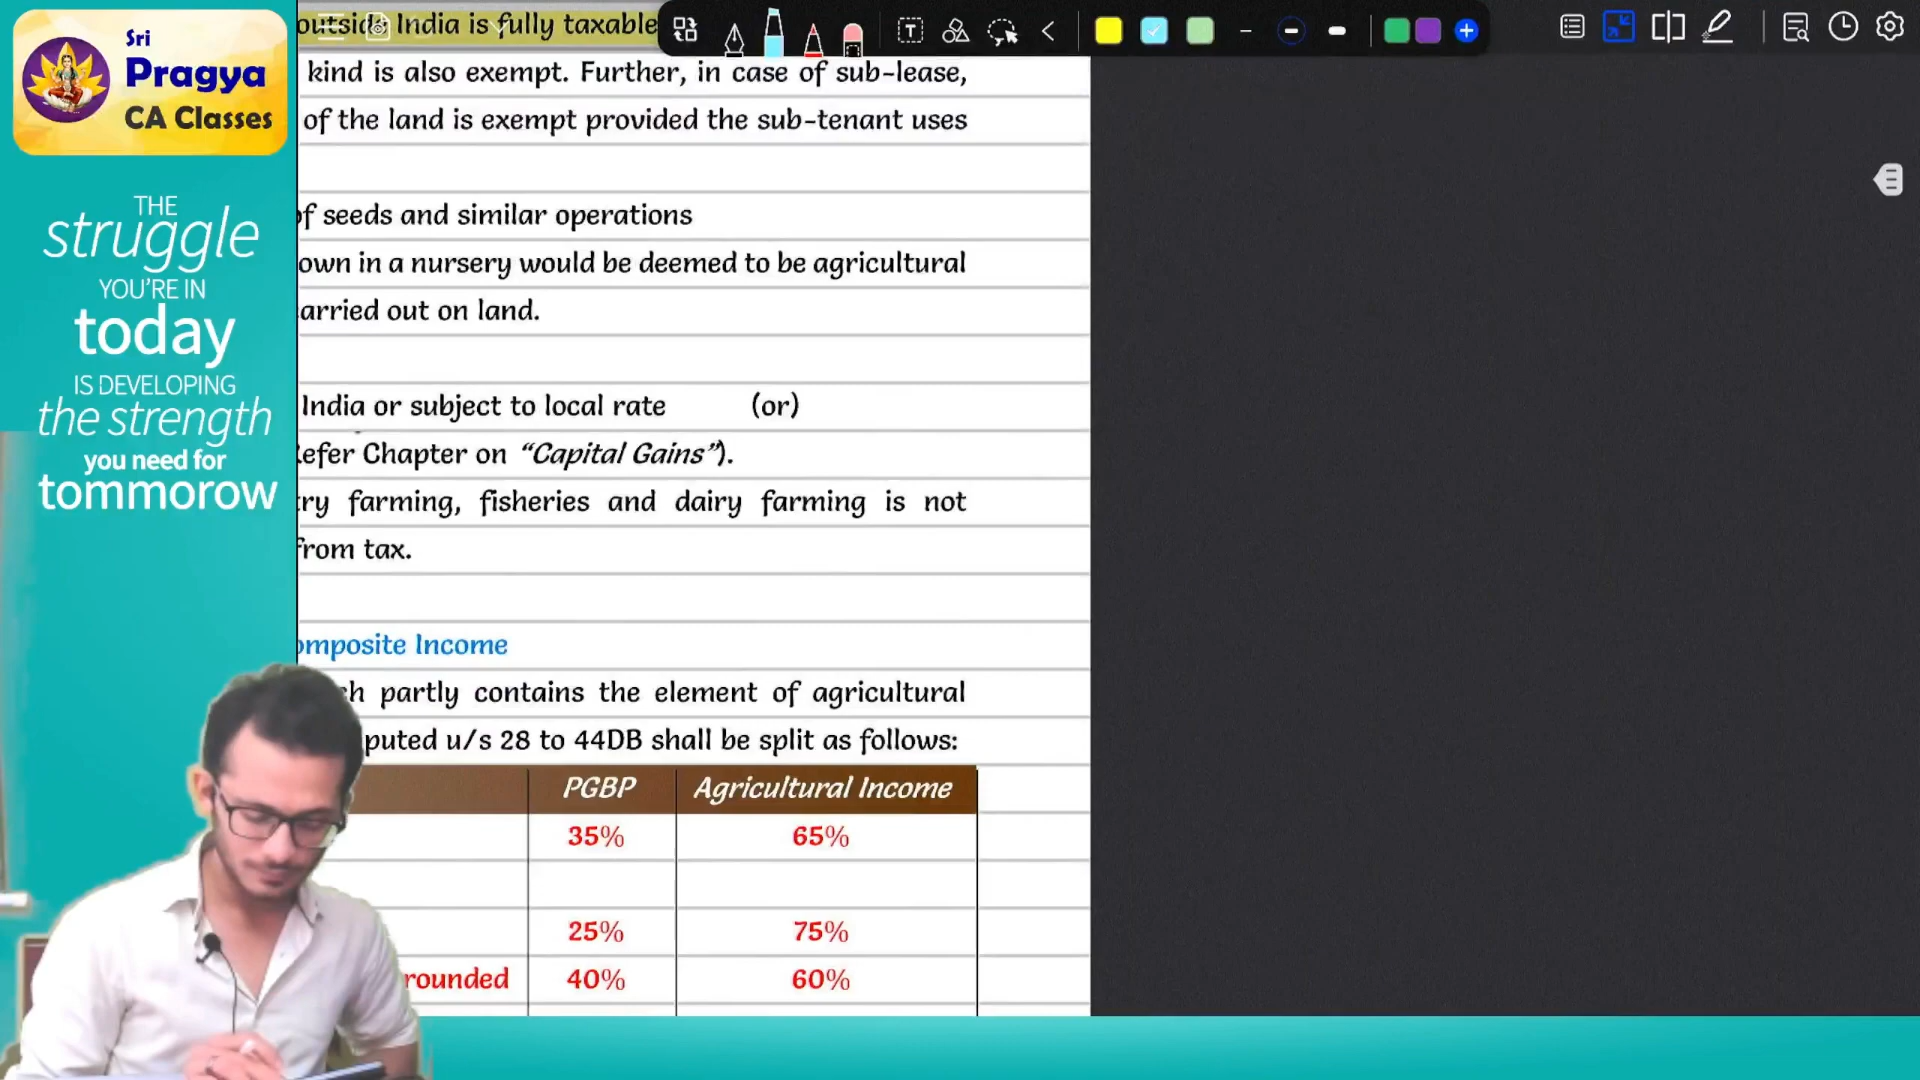 Sri
Pragya
CA Classes
THE
struggle
YOU'RE IN
today
IS DEVELOPING
the strength
you need for
tommorow
outside India is fully taxable
kind is also exempt. Further, in case of sub-lease,
of the land is exempt provided the sub-tenant uses
of seeds and similar operations
own in a nursery would be deemed to be agricultural
arried out on land.
India or subject to local rate (or)
efer Chapter on "Capital Gains").
try farming, fisheries and dairy farming is not
from tax.
omposite Income
ch partly contains the element of agricultural
puted u/s 28 to 44DB shall be split as follows:
PGBP Agricultural Income
35% 65%
25% 75%
rounded 40% 60%